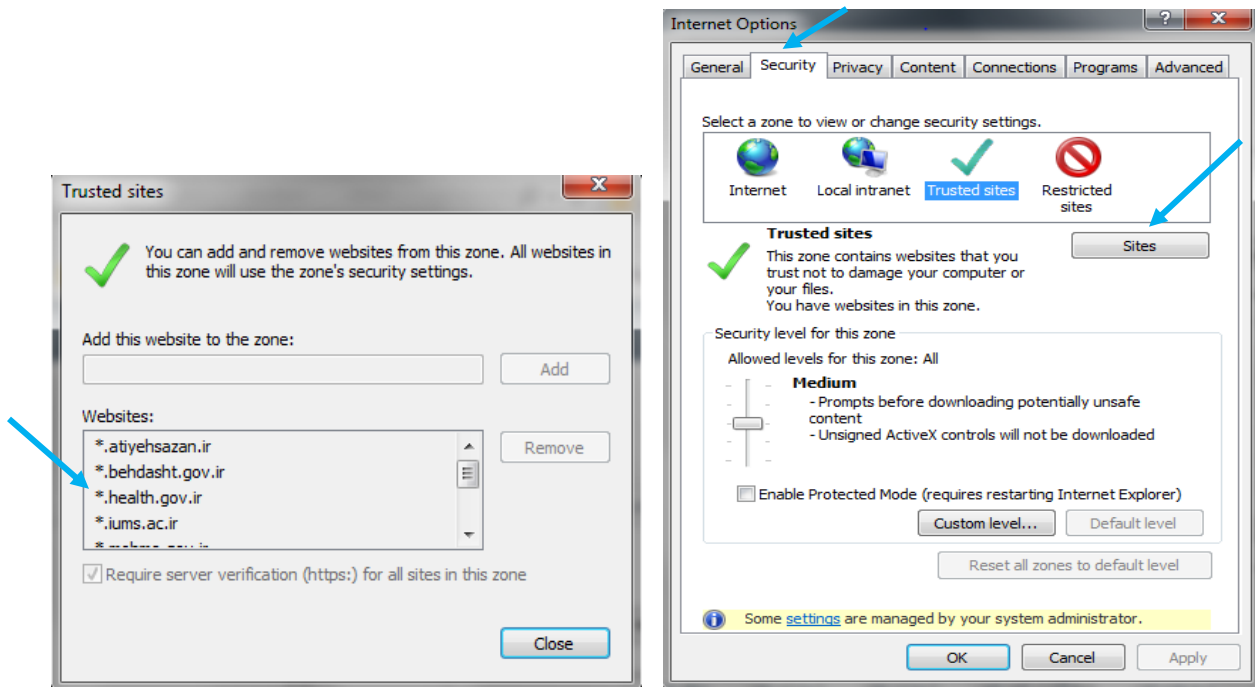 Trusted sites
You can add and remove websites from this zone. All websites in
this zone will use the zone's security settings.
Add this website to the zone:
Add
Websites:
*.atiyehsazan.ir
*.behdasht.gov.ir
*.health.gov.ir
*.iums.ac.ir
Remove
Require server verification (https:) for all sites in this zone
Close
Internet Options
General Security Privacy Content Connections Programs Advanced
Select a zone to view or change security settings.
Internet Local intranet Trusted sites Restricted
sites
Trusted sites
Sites
This zone contains websites that you
trust not to damage your computer or
your files.
You have websites in this zone.
Security level for this zone
Allowed levels for this zone: All
Medium
- Prompts before downloading potentially unsafe
content
- Unsigned ActiveX controls will not be downloaded
Enable Protected Mode (requires restarting Internet Explorer)
Custom level... Default level
Reset all zones to default level
Some settings are managed by your system administrator.
OK Cancel Apply